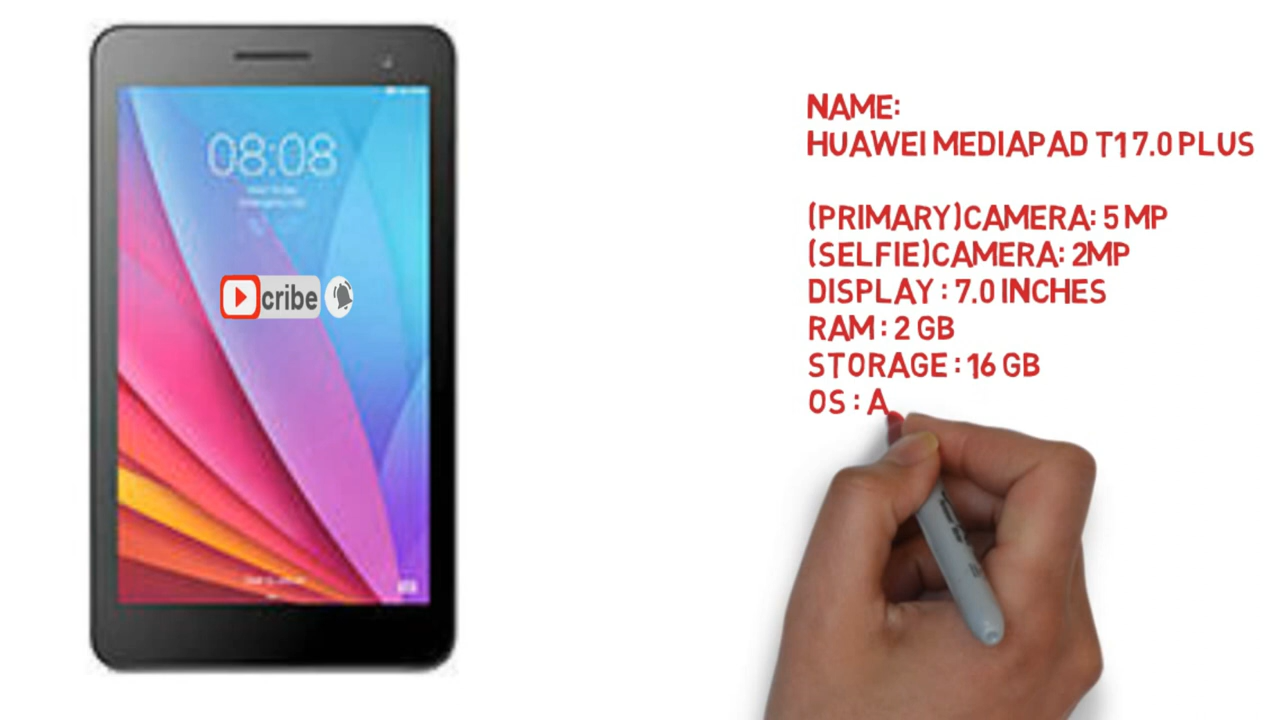 08:08
cribe
NAME:
HUAWEI MEDIAPAD T1 7.0 PLUS
(PRIMARY)CAMERA: 5 MP
(SELFIE)CAMERA: 2MP
DISPLAY : 7.0 INCHES
RAM : 2 GB
STORAGE : 16 GB
OS : A